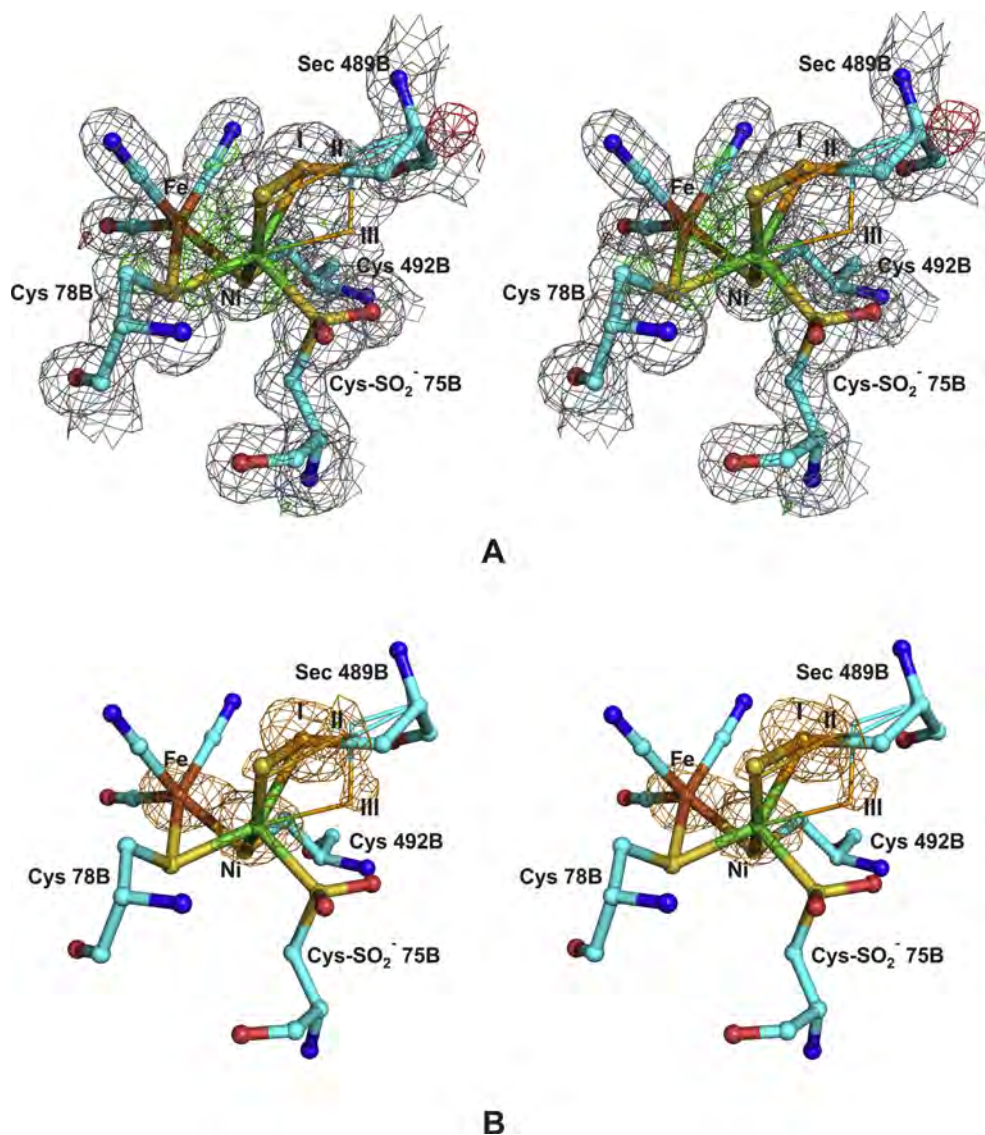 Sec 489B
I
II
Fe
III
Cys 492B
Cys 78B
Ni
Cys-SO₂⁻ 75B
Sec 489B
I
II
Fe
III
Cys 492B
Cys 78B
Ni
Cys-SO₂⁻ 75B
A
Sec 489B
I
II
Fe
III
Cys 492B
Cys 78B
Ni
Cys-SO₂⁻ 75B
Sec 489B
I
II
Fe
III
Cys 492B
Cys 78B
Ni
Cys-SO₂⁻ 75B
B